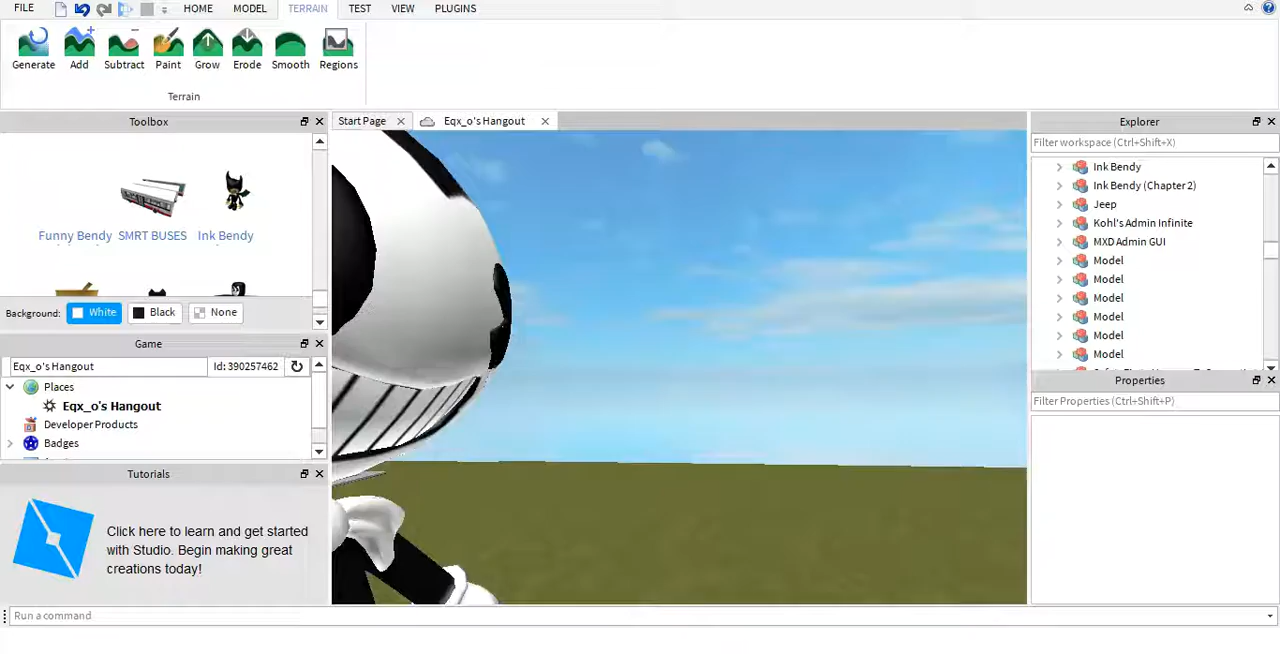 FILE HOME MODEL TERRAIN TEST VIEW PLUGINS
Generate Add Subtract Paint Grow Erode Smooth Regions
Terrain
Toolbox
Funny Bendy SMRT BUSES Ink Bendy
Background: White Black None
Game
Eqx_o's Hangout Id: 390257462
Places
Eqx_o's Hangout
Developer Products
Badges
Tutorials
Click here to learn and get started
with Studio. Begin making great
creations today!
Start Page Eqx_o's Hangout
Explorer
Filter workspace (Ctrl+Shift+X)
Ink Bendy
Ink Bendy (Chapter 2)
Jeep
Kohl's Admin Infinite
MXD Admin GUI
Model
Model
Model
Model
Model
Model
Properties
Filter Properties (Ctrl+Shift+P)
Run a command